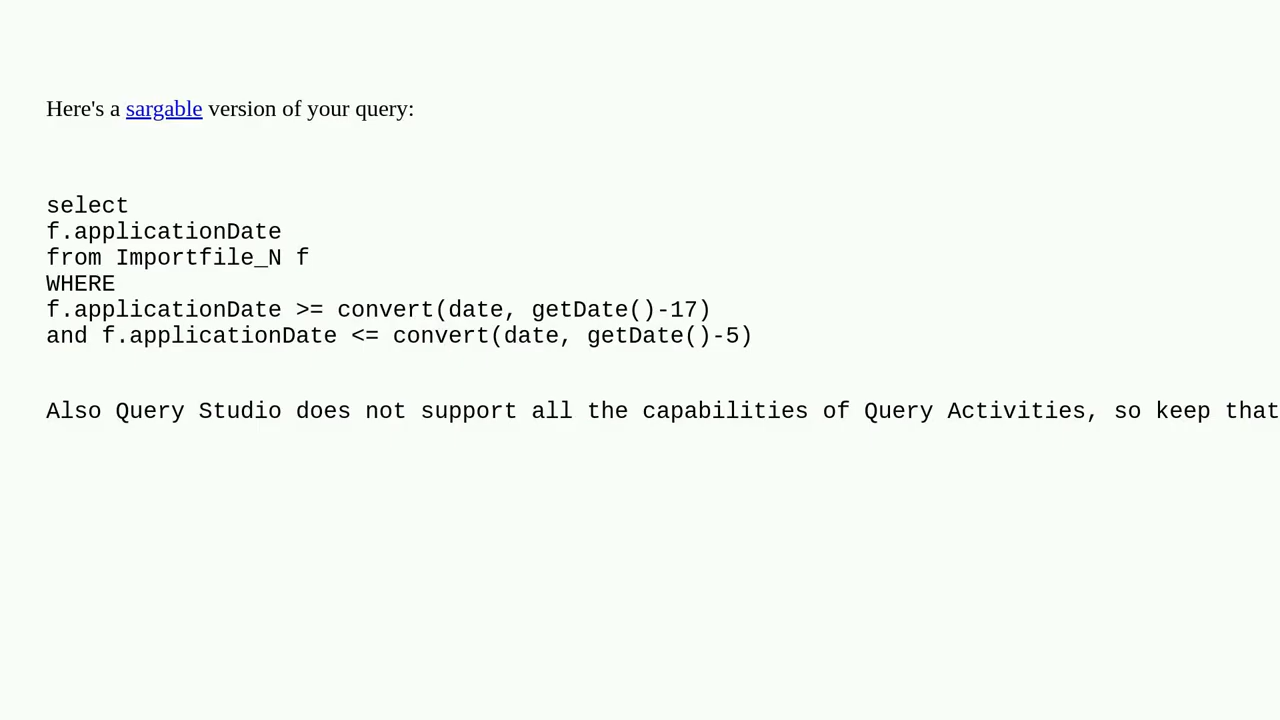 Here's a sargable version of your query:
select
f.applicationDate
from Importfile_N f
WHERE
f.applicationDate >= convert(date, getDate()-17)
and f.applicationDate <= convert(date, getDate()-5)
Also Query Studio does not support all the capabilities of Query Activities, so keep that